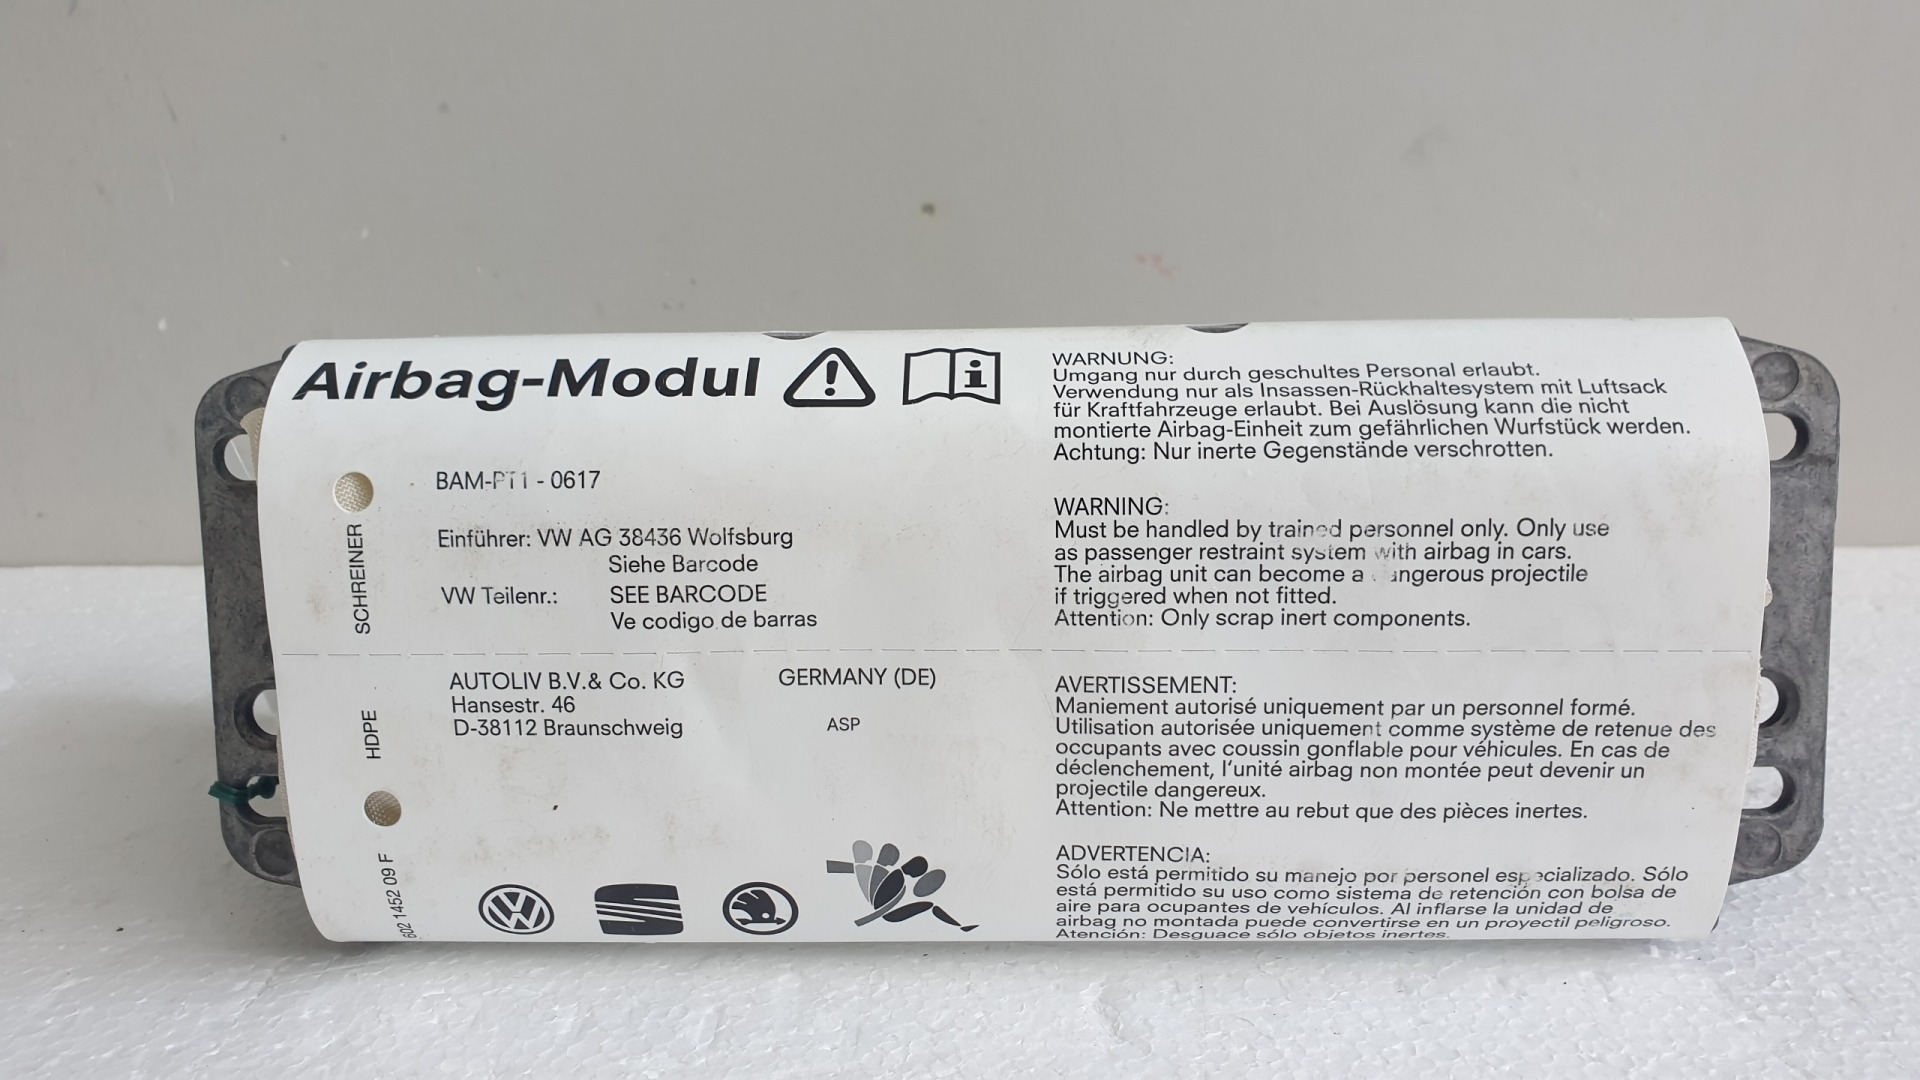 Airbag-Modul
BAM-PT1 - 0617
Einführer: VW AG 38436 Wolfsburg
Siehe Barcode
VW Teilenr.: SEE BARCODE
Ve codigo de barras
AUTOLIV B.V.& Co. KG
Hansestr. 46
D-38112 Braunschweig
GERMANY (DE)
ASP
SCHREINER
HDPE
602 1452 09 F
WARNUNG:
Umgang nur durch geschultes Personal erlaubt.
Verwendung nur als Insassen-Rückhaltesystem mit Luftsack
für Kraftfahrzeuge erlaubt. Bei Auslösung kann die nicht
montierte Airbag-Einheit zum gefährlichen Wurfstück werden.
Achtung: Nur inerte Gegenstände verschrotten.
WARNING:
Must be handled by trained personnel only. Only use
as passenger restraint system with airbag in cars.
The airbag unit can become a angerous projectile
if triggered when not fitted.
Attention: Only scrap inert components.
AVERTISSEMENT:
Maniement autorisé uniquement par un personnel formé.
Utilisation autorisée uniquement comme système de retenue des
occupants avec coussin gonflable pour véhicules. En cas de
déclenchement, l'unité airbag non montée peut devenir un
projectile dangereux.
Attention: Ne mettre au rebut que des pièces inertes.
ADVERTENCIA:
Sólo está permitido su manejo por personal especializado. Sólo
está permitido su uso como sistema de retención con bolsa de
aire para ocupantes de vehículos. Al inflarse la unidad de
airbag no montada puede convertirse en un proyectil peligroso.
Atención: Desguace sólo objetos inertes.